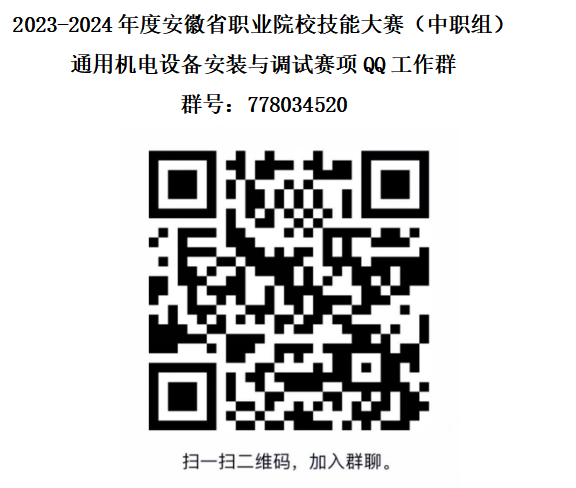 2023-2024 年度安徽省职业院校技能大赛（中职组）
通用机电设备安装与调试赛项 QQ 工作群
群号：778034520
扫一扫二维码，加入群聊。